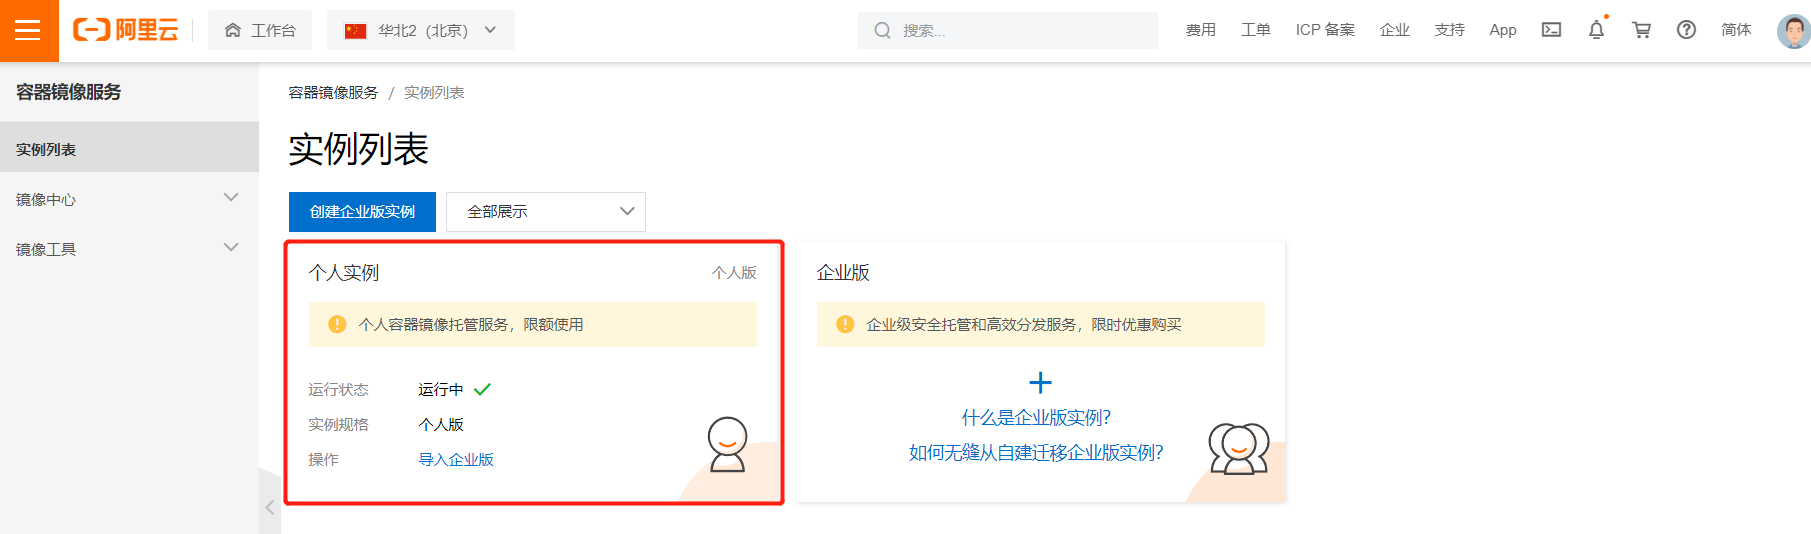 阿里云 工作台 华北2（北京） 搜索... 费用 工单 ICP 备案 企业 支持 App 简体
容器镜像服务
实例列表
镜像中心
镜像工具
容器镜像服务 / 实例列表
实例列表
创建企业版实例 全部展示
个人实例 个人版
个人容器镜像托管服务，限额使用
运行状态 运行中
实例规格 个人版
操作 导入企业版
企业版
企业级安全托管和高效分发服务，限时优惠购买
什么是企业版实例？
如何无缝从自建迁移企业版实例？